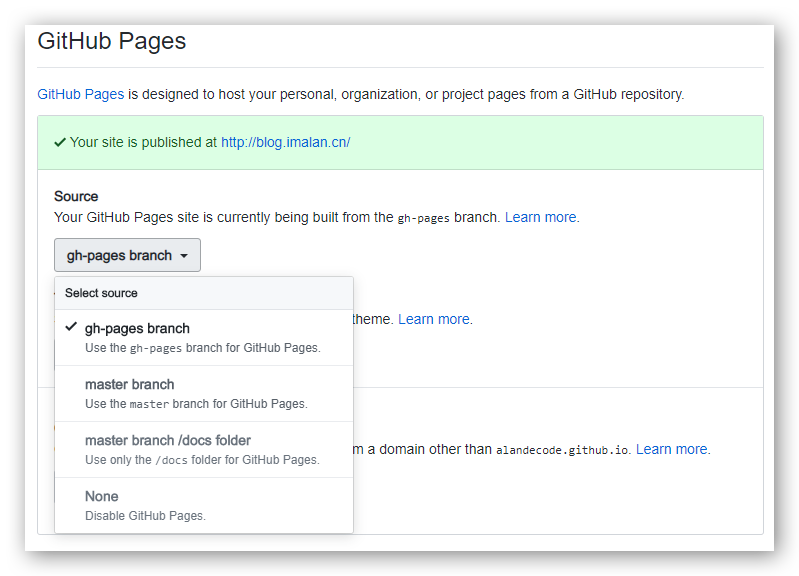 GitHub Pages
GitHub Pages is designed to host your personal, organization, or project pages from a GitHub repository.
Your site is published at http://blog.imalan.cn/
Source
Your GitHub Pages site is currently being built from the gh-pages branch. Learn more.
gh-pages branch
Select source
theme. Learn more.
gh-pages branch
Use the gh-pages branch for GitHub Pages.
master branch
Use the master branch for GitHub Pages.
master branch /docs folder
m a domain other than alandecode.github.io. Learn more.
Use only the /docs folder for GitHub Pages.
None
Disable GitHub Pages.